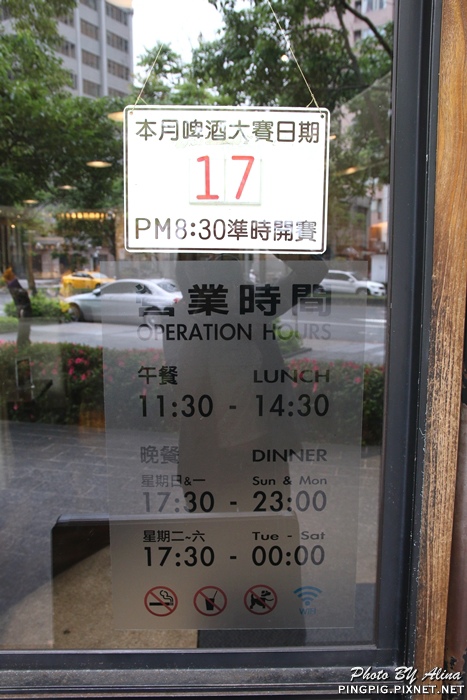 本月啤酒大賽日期
17
PM8:30準時開賽
營業時間
OPERATION HOURS
午餐 LUNCH
11:30 - 14:30
晚餐 DINNER
星期日&一 Sun & Mon
17:30 - 23:00
星期二~六 Tue - Sat
17:30 - 00:00
Photo BY Alina
PINGPIG.PIXNET.NET